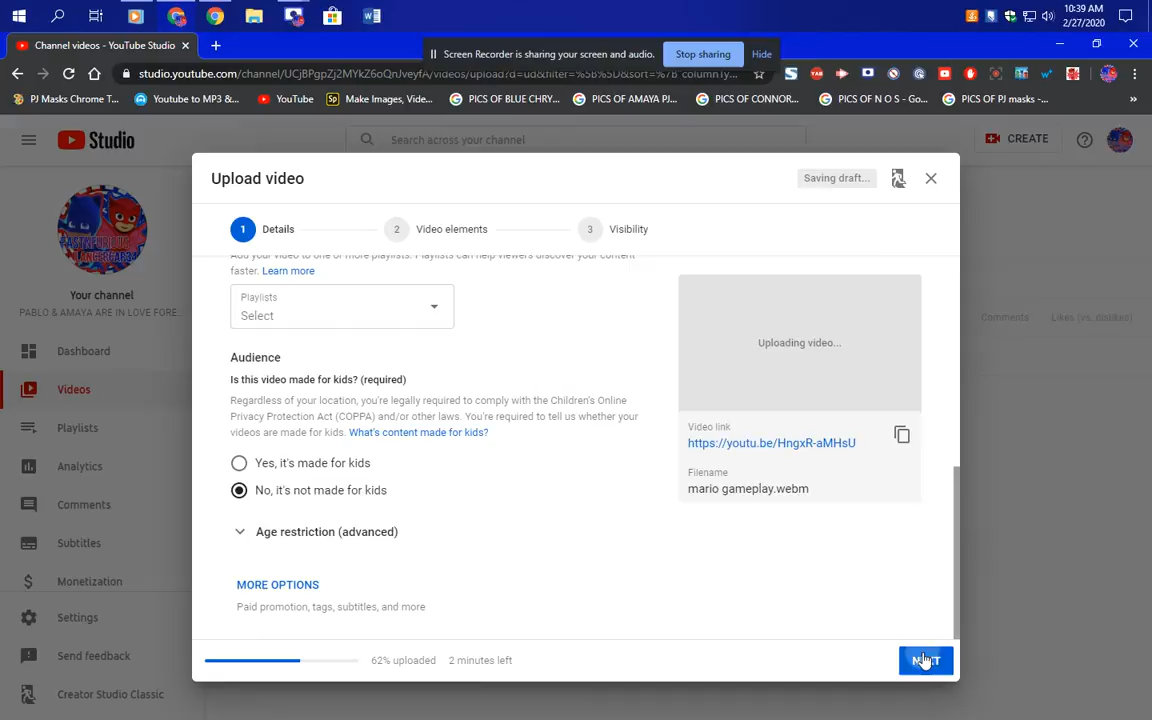 10:39 AM
2/27/2020
Channel videos - YouTube Studio
Screen Recorder is sharing your screen and audio.
Stop sharing
Hide
studio.youtube.com/channel/UCjBPgpZj2MYkZ6oQnJveyfA/videos/upload?d=ud&filter=%5B%5D&sort=%7B"columnTy...
PJ Masks Chrome T...
Youtube to MP3 &...
YouTube
Make Images, Vide...
PICS OF BLUE CHRY...
PICS OF AMAYA PJ...
PICS OF CONNOR...
PICS OF N O S - Go...
PICS OF PJ masks -...
Studio
Search across your channel
CREATE
Upload video
Saving draft...
1 Details
2 Video elements
3 Visibility
Add your video to one or more playlists. Playlists can help viewers discover your content
faster. Learn more
Playlists
Select
Audience
Is this video made for kids? (required)
Regardless of your location, you're legally required to comply with the Children's Online
Privacy Protection Act (COPPA) and/or other laws. You're required to tell us whether your
videos are made for kids. What's content made for kids?
Yes, it's made for kids
No, it's not made for kids
Age restriction (advanced)
MORE OPTIONS
Paid promotion, tags, subtitles, and more
Uploading video...
Video link
https://youtu.be/HngxR-aMHsU
Filename
mario gameplay.webm
62% uploaded
2 minutes left
NEXT
Your channel
PABLO & AMAYA ARE IN LOVE FORE...
Dashboard
Videos
Playlists
Analytics
Comments
Subtitles
Monetization
Settings
Send feedback
Creator Studio Classic
Comments
Likes (vs. dislikes)